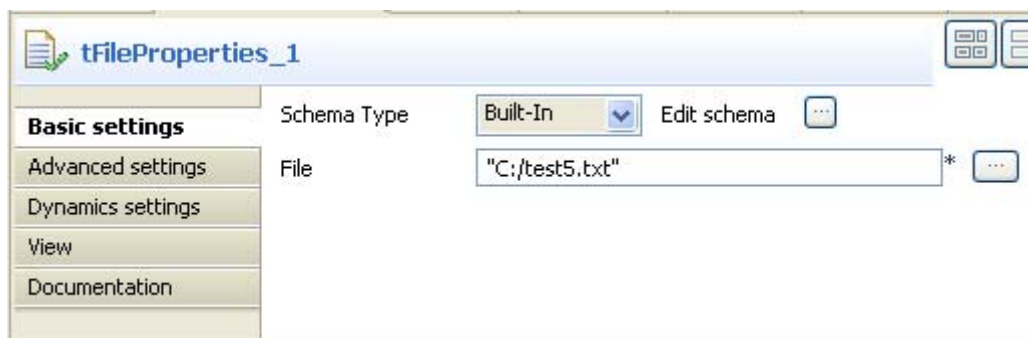 tFileProperties_1
Basic settings
Advanced settings
Dynamics settings
View
Documentation
Schema Type Built-In Edit schema ...
File "C:/test5.txt" * ...